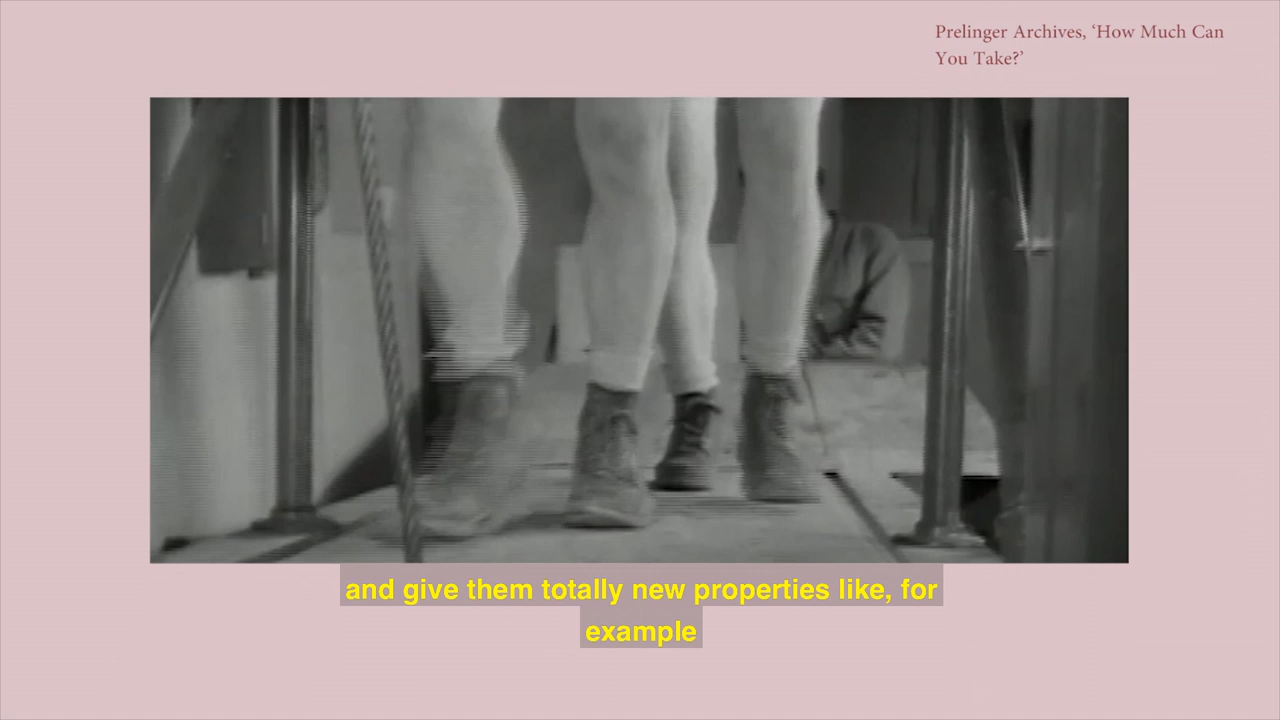 Prelinger Archives, ‘How Much Can
You Take?’
and give them totally new properties like, for
example